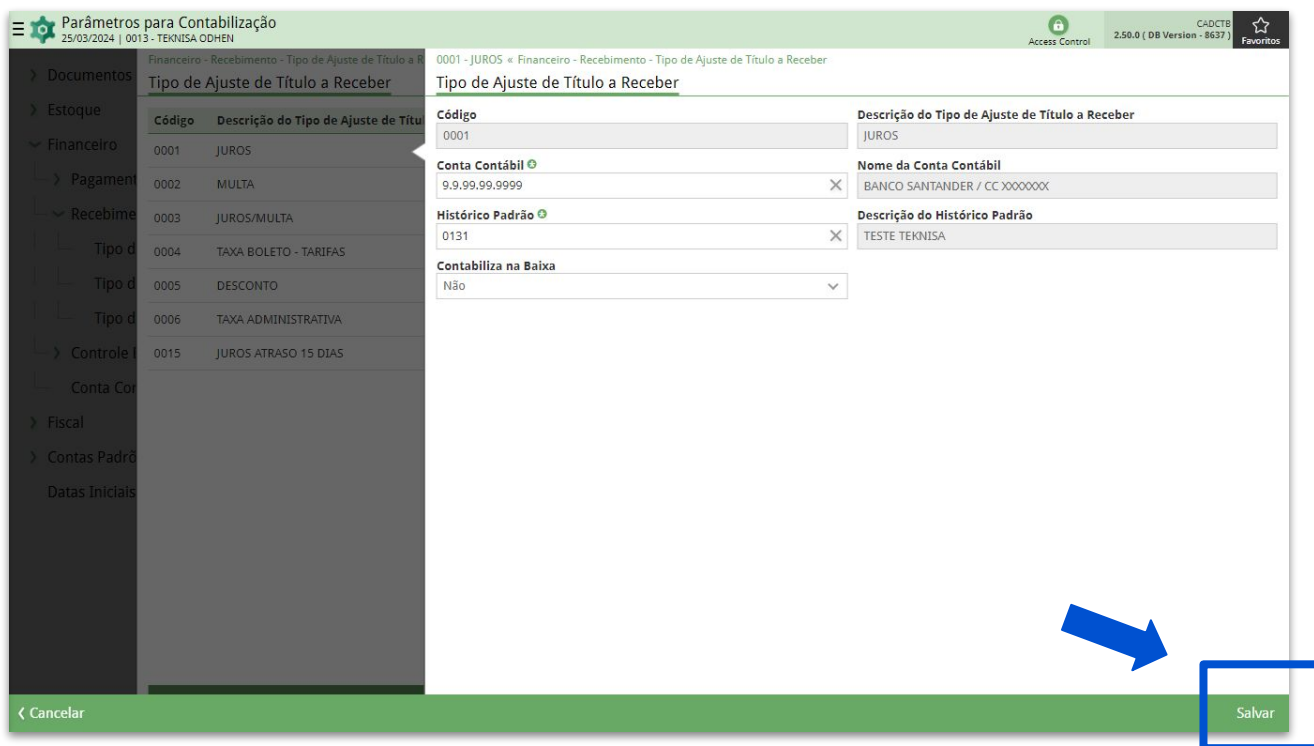 Parâmetros para Contabilização
25/03/2024 | 0013 - TEKNISA ODHEN
Access Control
CADCTB
2.50.0 ( DB Version - 8637 )
Favoritos
Documentos
Estoque
Financeiro
Pagament
Recebime
Tipo d
Tipo d
Tipo d
Controle
Conta Cor
Fiscal
Contas Padrõ
Datas Iniciais
Financeiro - Recebimento - Tipo de Ajuste de Título a R
Tipo de Ajuste de Título a Receber
Código Descrição do Tipo de Ajuste de Títu
0001 JUROS
0002 MULTA
0003 JUROS/MULTA
0004 TAXA BOLETO - TARIFAS
0005 DESCONTO
0006 TAXA ADMINISTRATIVA
0015 JUROS ATRASO 15 DIAS
0001 - JUROS « Financeiro - Recebimento - Tipo de Ajuste de Título a Receber
Tipo de Ajuste de Título a Receber
Código
0001
Descrição do Tipo de Ajuste de Título a Receber
JUROS
Conta Contábil
9.9.99.99.9999
Nome da Conta Contábil
BANCO SANTANDER / CC XXXXXXX
Histórico Padrão
0131
Descrição do Histórico Padrão
TESTE TEKNISA
Contabiliza na Baixa
Não
Cancelar
Salvar